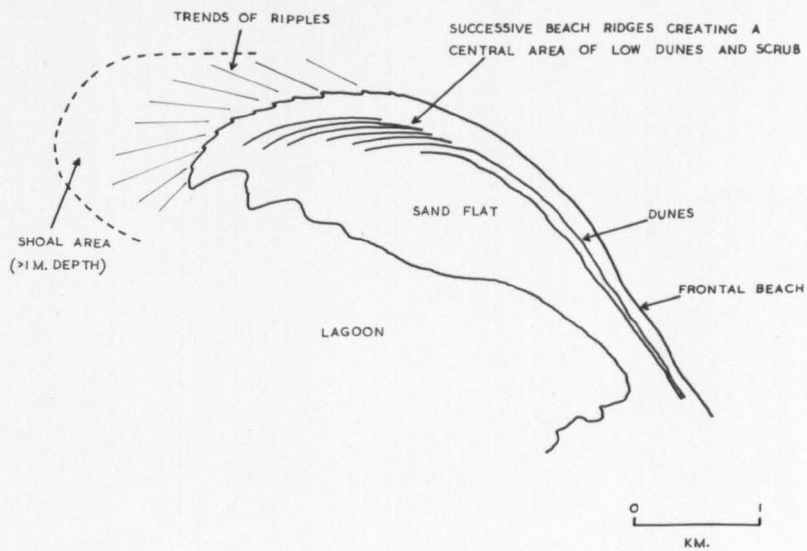 TRENDS OF RIPPLES
SUCCESSIVE BEACH RIDGES CREATING A
CENTRAL AREA OF LOW DUNES AND SCRUB
SAND FLAT
DUNES
SHOAL AREA
(>1 M. DEPTH)
FRONTAL BEACH
LAGOON
0 1
KM.